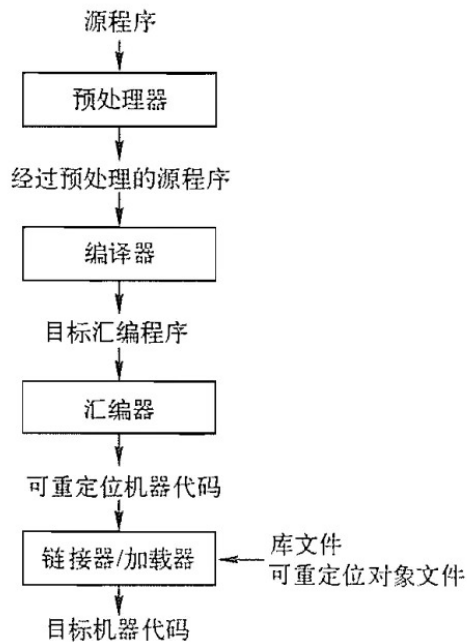 源程序
预处理器
经过预处理的源程序
编译器
目标汇编程序
汇编器
可重定位机器代码
链接器/加载器
库文件
可重定位对象文件
目标机器代码